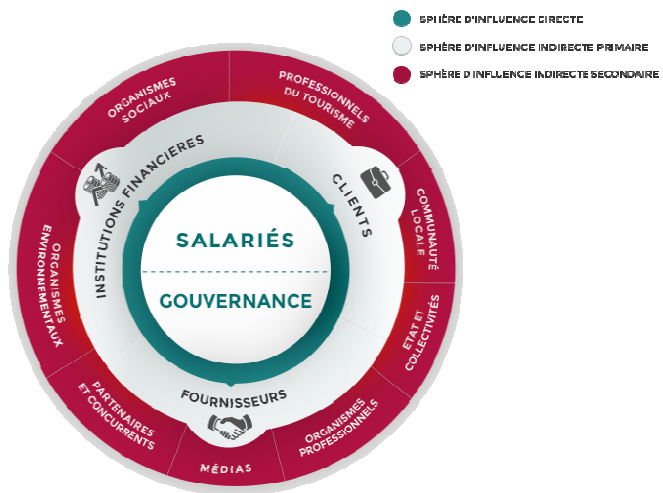 SPHÈRE D'INFLUENCE DIRECTE
SPHÈRE D'INFLUENCE INDIRECTE PRIMAIRE
SPHÈRE D'INFLUENCE INDIRECTE SECONDAIRE
ORGANISMES
SOCIAUX
PROFESSIONNELS
DU TOURISME
INSTITUTIONS FINANCIERES
CLIENTS
COMMUNAUTÉ
LOCALE
SALARIÉS
GOUVERNANCE
ORGANISMES
ENVIRONNEMENTAUX
ETAT ET
COLLECTIVITÉS
FOURNISSEURS
PARTENAIRES
ET CONCURRENTS
ORGANISMES
PROFESSIONNELS
MÉDIAS